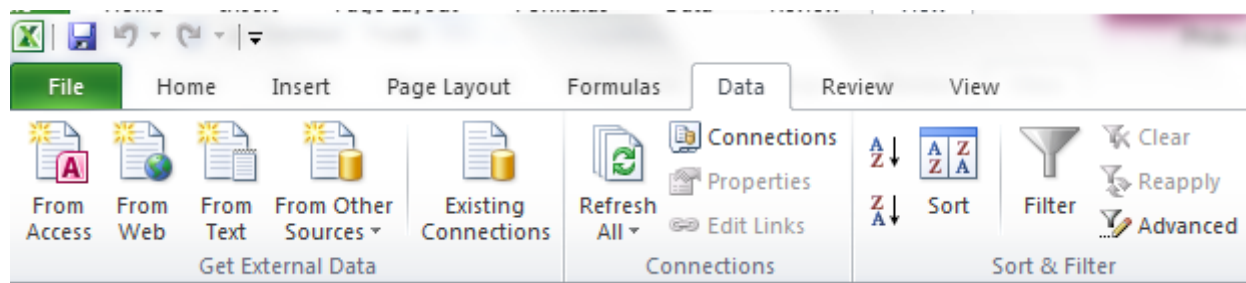 File Home Insert Page Layout Formulas Data Review View
From Access
From Web
From Text
From Other Sources
Existing Connections
Get External Data
Refresh All
Connections
Properties
Edit Links
Connections
A Z
Z A
A Z
Z A
Sort
Filter
Clear
Reapply
Advanced
Sort & Filter